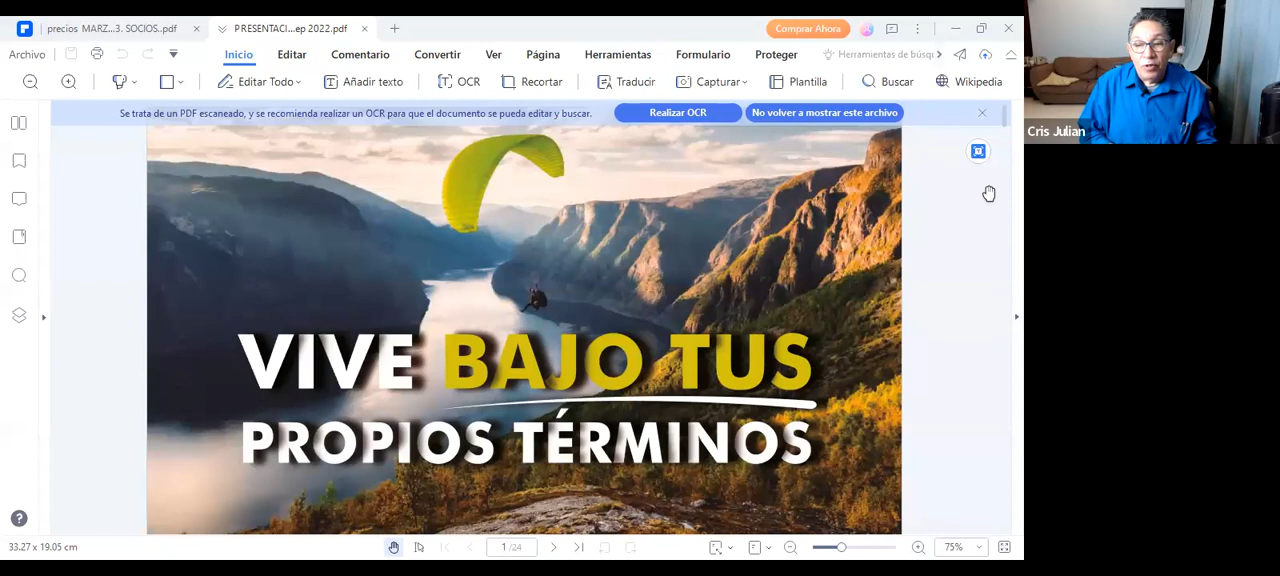 precios MARZ...3. SOCIOS..pdf
PRESENTACI...ep 2022.pdf
Comprar Ahora
Archivo
Inicio
Editar
Comentario
Convertir
Ver
Página
Herramientas
Formulario
Proteger
Herramientas de búsqu
Editar Todo
Añadir texto
OCR
Recortar
Traducir
Capturar
Plantilla
Buscar
Wikipedia
Se trata de un PDF escaneado, y se recomienda realizar un OCR para que el documento se pueda editar y buscar.
Realizar OCR
No volver a mostrar este archivo
Cris Julian
VIVE BAJO TUS
PROPIOS TÉRMINOS
33.27 x 19.05 cm
1 /24
75%